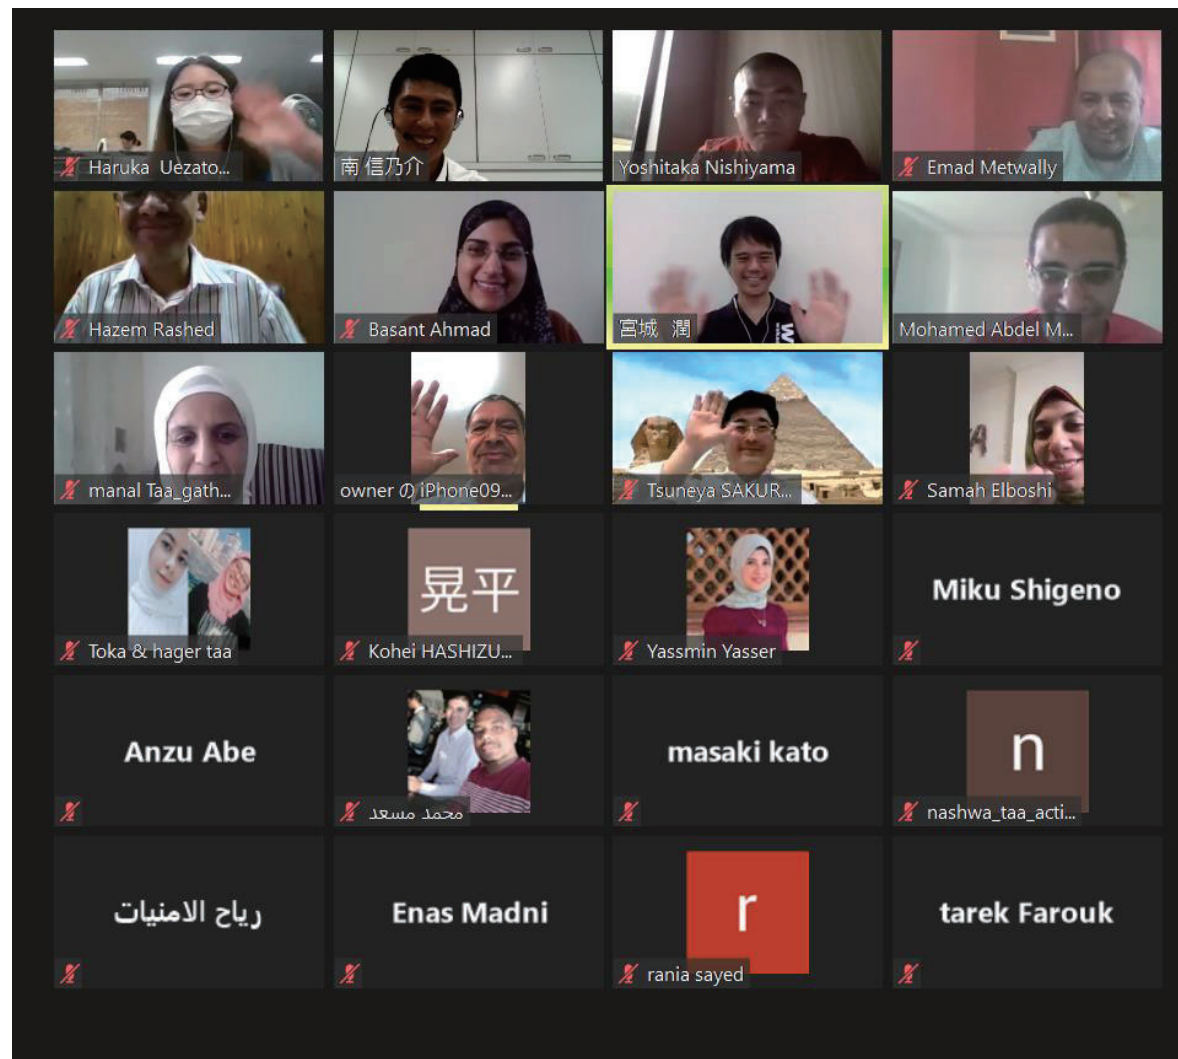 Haruka Uezato...
南 信乃介
Yoshitaka Nishiyama
Emad Metwally
Hazem Rashed
Basant Ahmad
宮城 潤
W
Mohamed Abdel M...
manal Taa_gath...
owner の iPhone09...
Tsuneya SAKUR...
Samah Elboshi
Toka & hager taa
晃平
Kohei HASHIZU...
Yassmin Yasser
Miku Shigeno
Anzu Abe
محمد مسعد
masaki kato
n
nashwa_taa_acti...
رياح الامنيات
Enas Madni
r
rania sayed
tarek Farouk